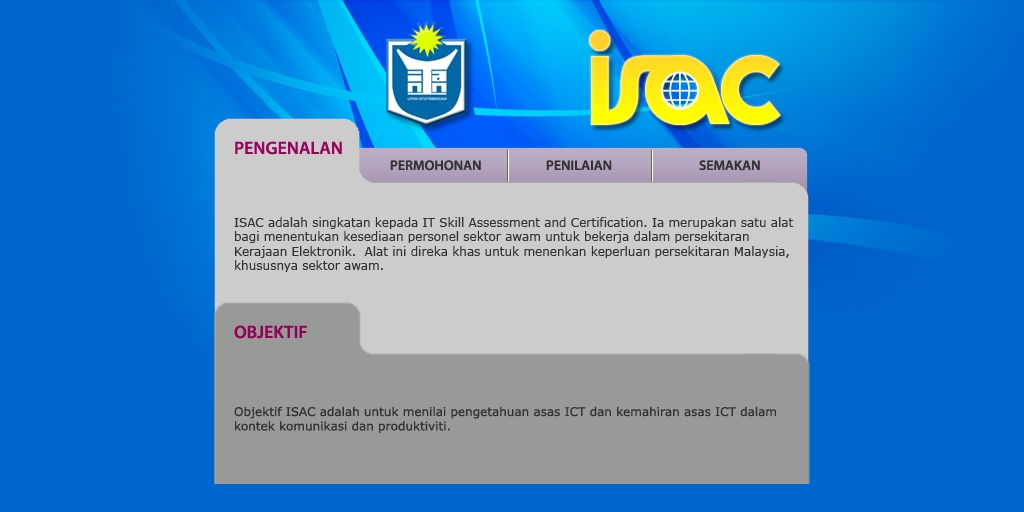 isac
PENGENALAN
PERMOHONAN
PENILAIAN
SEMAKAN
ISAC adalah singkatan kepada IT Skill Assessment and Certification. Ia merupakan satu alat
bagi menentukan kesediaan personel sektor awam untuk bekerja dalam persekitaran
Kerajaan Elektronik. Alat ini direka khas untuk menenkan keperluan persekitaran Malaysia,
khususnya sektor awam.
OBJEKTIF
Objektif ISAC adalah untuk menilai pengetahuan asas ICT dan kemahiran asas ICT dalam
kontek komunikasi dan produktiviti.